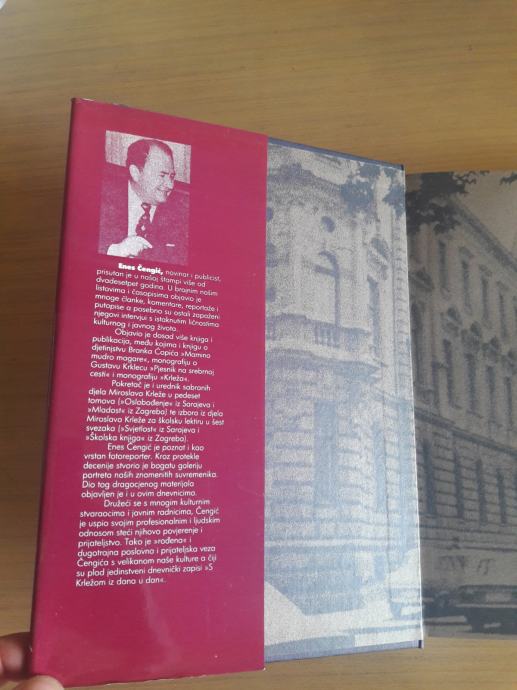 Enes Čengić, novinar i publicist,
prisutan je u našoj štampi više od
dvadesetpet godina. U brojnim našim
listovima i časopisima objavio je
mnoge članke, komentare, reportaže i
putopise a posebno su ostali zapaženi
njegovi intervjui s istaknutim ličnostima
kulturnog i javnog života.
Objavio je dosad više knjiga i
publikacija, među kojima i knjigu o
djetinjstvu Branka Ćopića »Mamino
mudro magare«, monografiju o
Gustavu Krklecu »Pjesnik na srebrnoj
cesti« i monografiju »Krleža«.
Pokretač je i urednik sabranih
djela Miroslava Krleže u pedeset
tomova (»Oslobođenje« iz Sarajeva i
»Mladost« iz Zagreba) te izbora iz djela
Miroslava Krleže za školsku lektiru u šest
svezaka (»Svjetlost« iz Sarajeva i
»Školska knjiga« iz Zagreba).
Enes Čengić je poznat i kao
vrstan fotoreporter. Kroz protekle
decenije stvorio je bogatu galeriju
portreta naših znamenitih suvremenika.
Dio tog dragocjenog materijala
objavljen je i u ovim dnevnicima.
Družeći se s mnogim kulturnim
stvaraocima i javnim radnicima, Čengić
je uspio svojim profesionalnim i ljudskim
odnosom steći njihovo povjerenje i
prijateljstvo. Tako je »rođena« i
dugotrajna poslovna i prijateljska veza
Čengića s velikanom naše kulture a čiji
su plod jedinstveni dnevnički zapisi »S
Krležom iz dana u dan«.